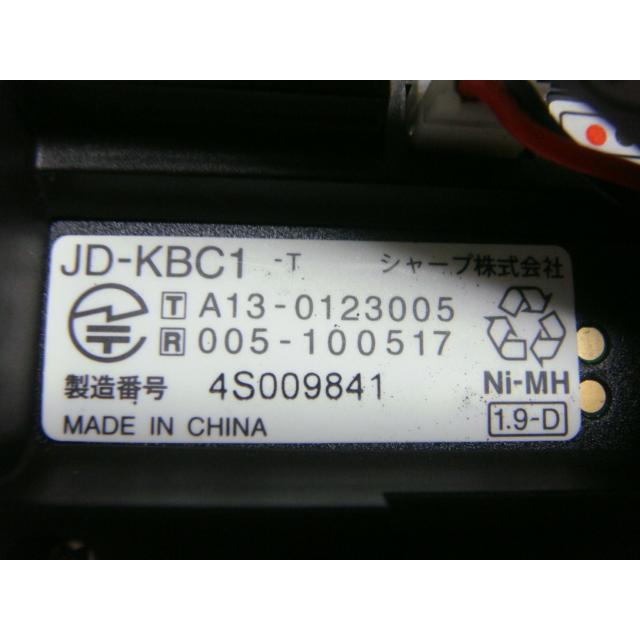 JD-KBC1 -T シャープ株式会社
T A13-0123005
R 005-100517
製造番号 4S009841 Ni-MH
MADE IN CHINA 1.9-D